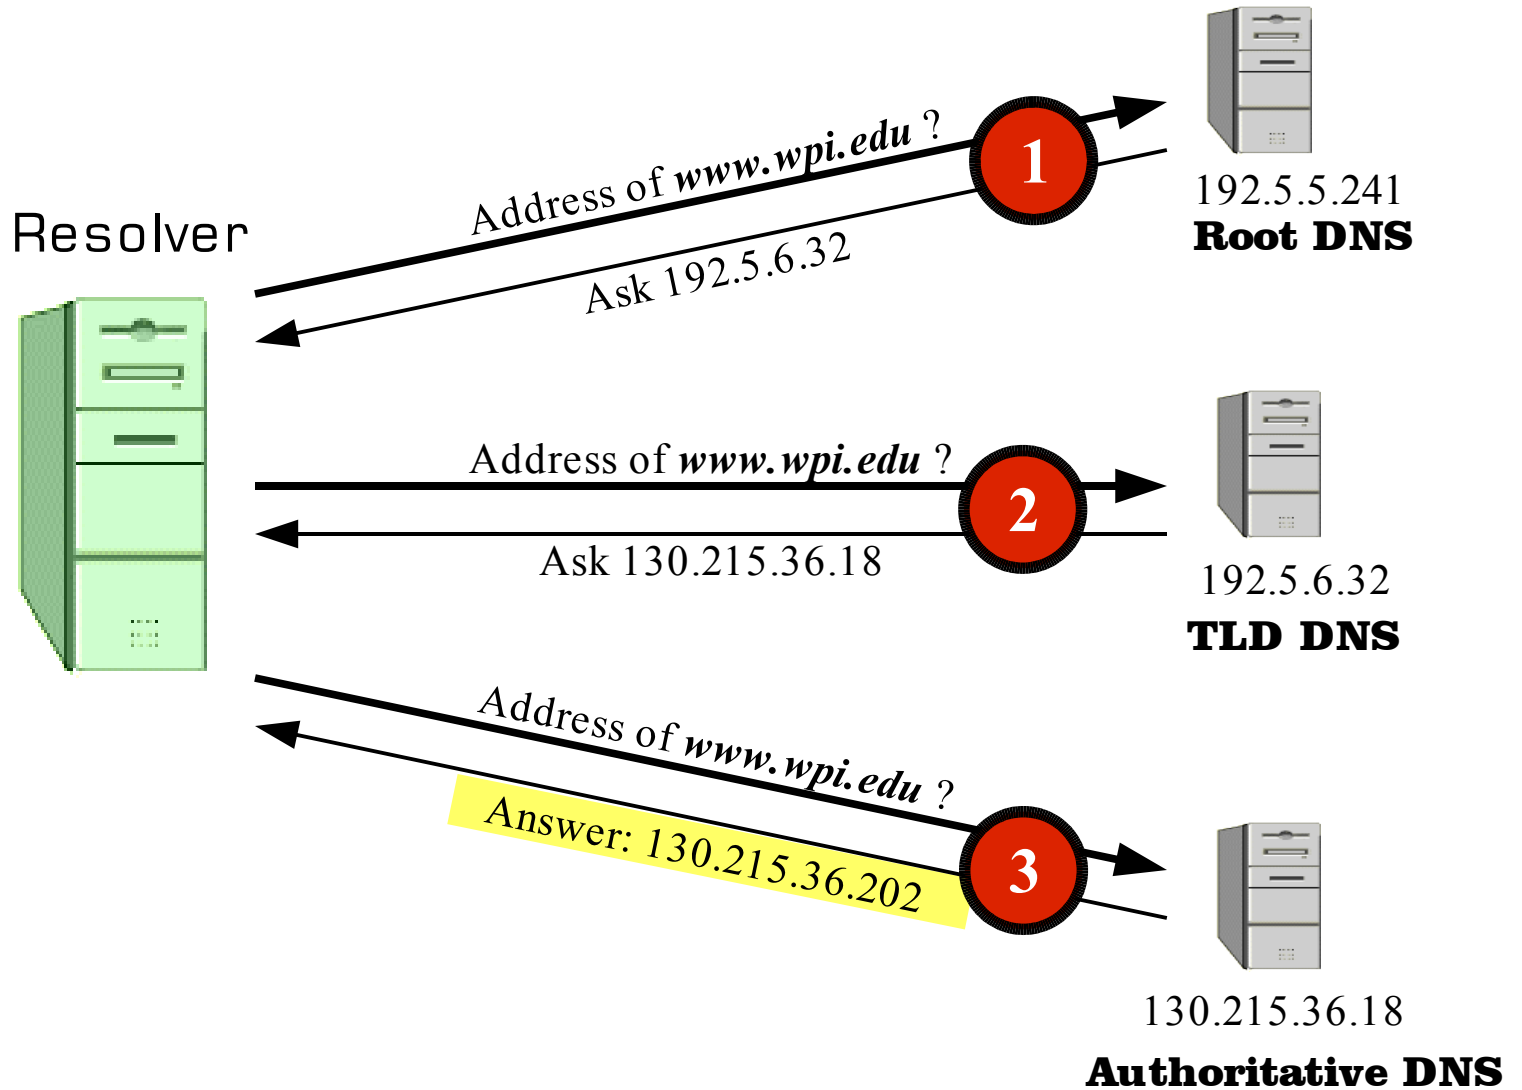 Resolver
Address of www.wpi.edu ?
1
Ask 192.5.6.32
192.5.5.241
Root DNS
Address of www.wpi.edu ?
2
Ask 130.215.36.18
192.5.6.32
TLD DNS
Address of www.wpi.edu ?
3
Answer: 130.215.36.202
130.215.36.18
Authoritative DNS